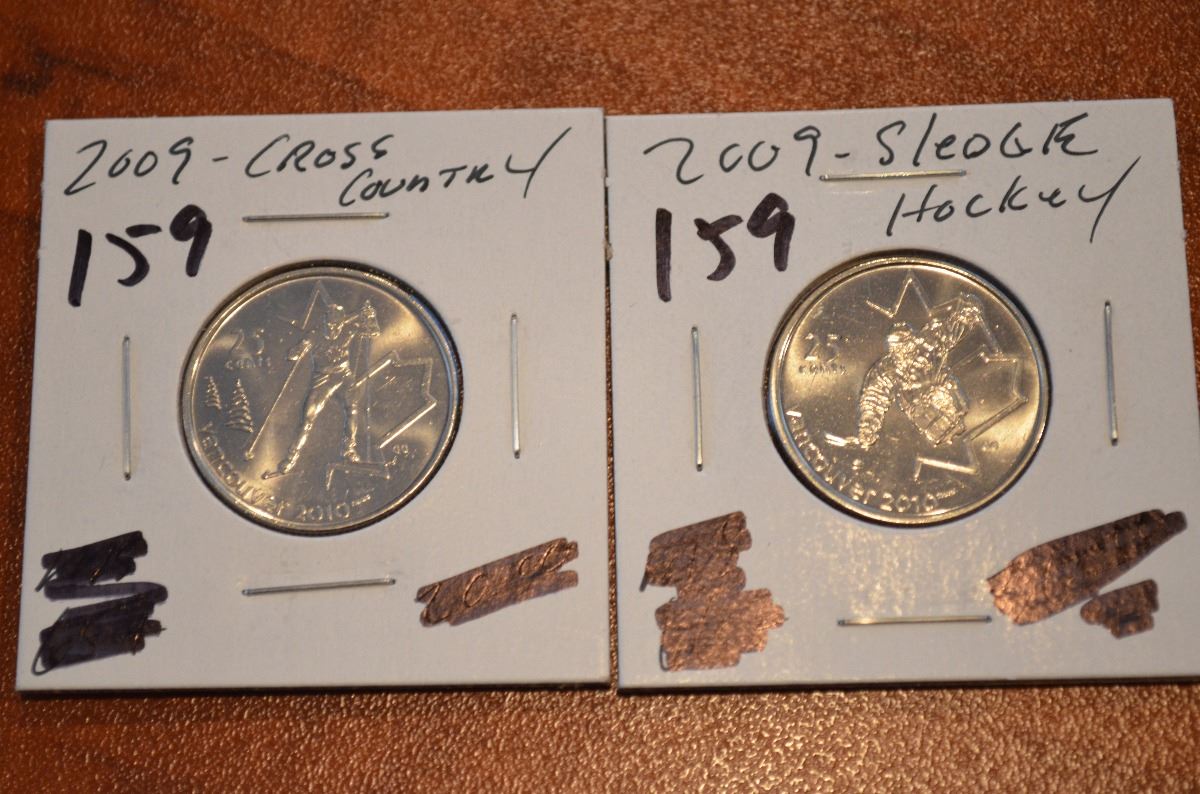 2009 - CROSS
COUNTRY
159
25
cents
vancouver 2010
2009 - SledGE
Hockey
159
25
cents
vancouver 2010